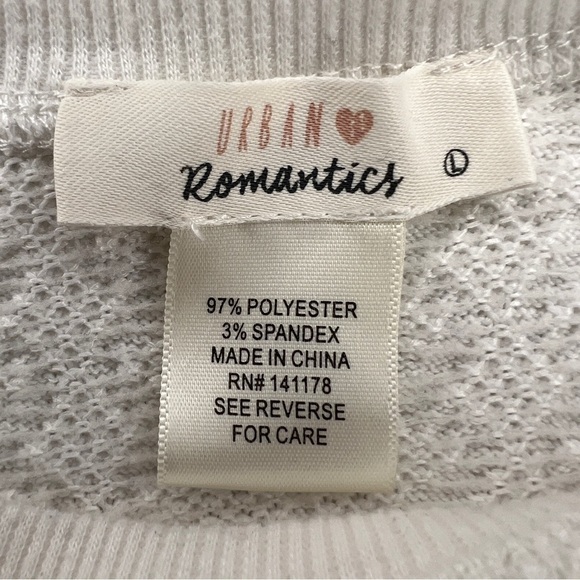 URBAN
Romantics
L
97% POLYESTER
3% SPANDEX
MADE IN CHINA
RN# 141178
SEE REVERSE
FOR CARE